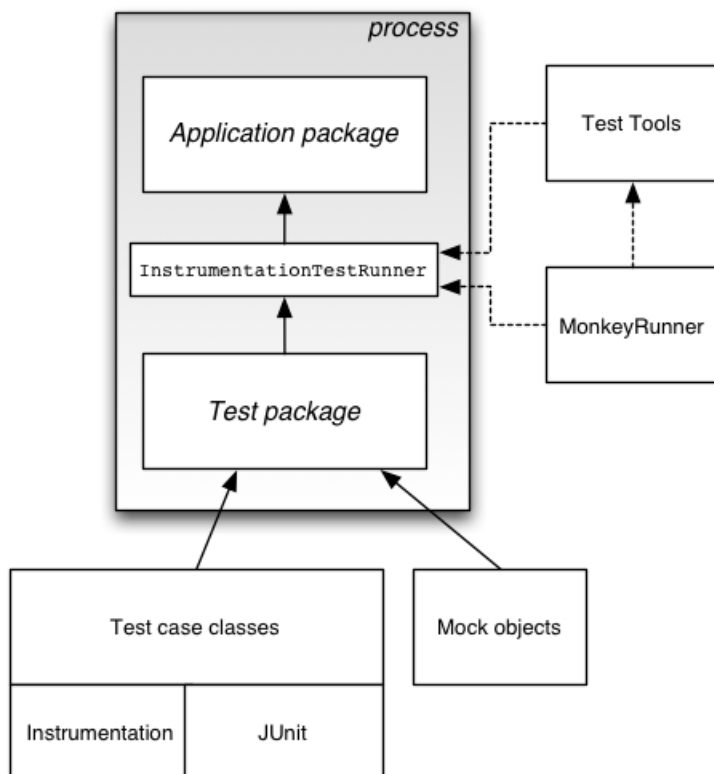 process
Application package
Test Tools
InstrumentationTestRunner
MonkeyRunner
Test package
Test case classes
Mock objects
Instrumentation
JUnit